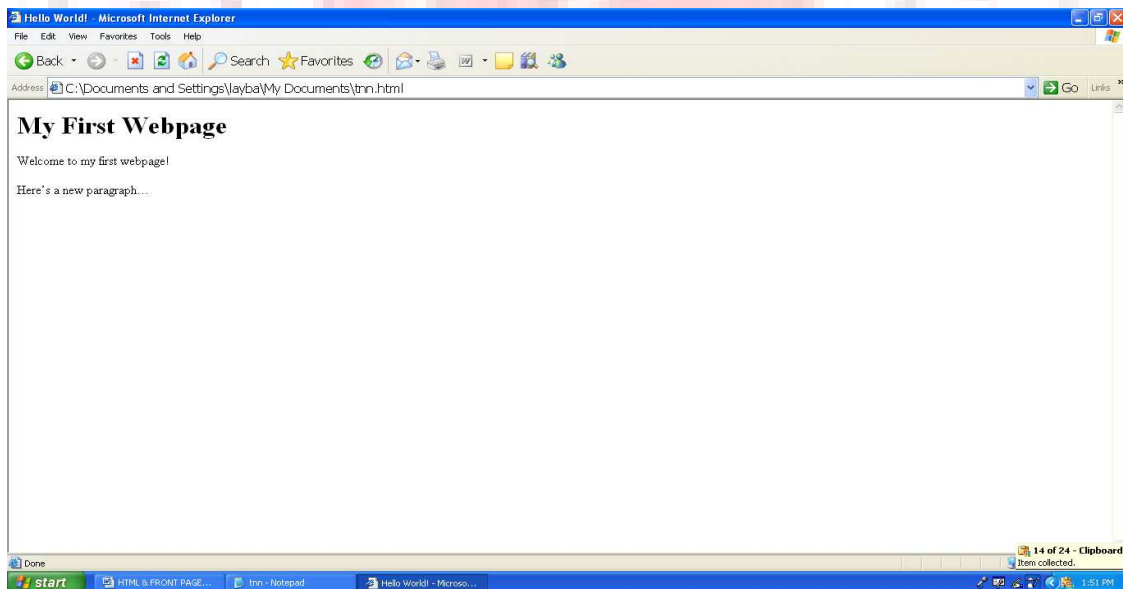 Hello World! - Microsoft Internet Explorer
File Edit View Favorites Tools Help
Back Search Favorites
Address C:\Documents and Settings\layba\My Documents\tnn.html Go Links »
My First Webpage
Welcome to my first webpage!
Here's a new paragraph…
Done
14 of 24 - Clipboard
Item collected.
start HTML & FRONT PAGE... tnn - Notepad Hello World! - Microso... 1:51 PM